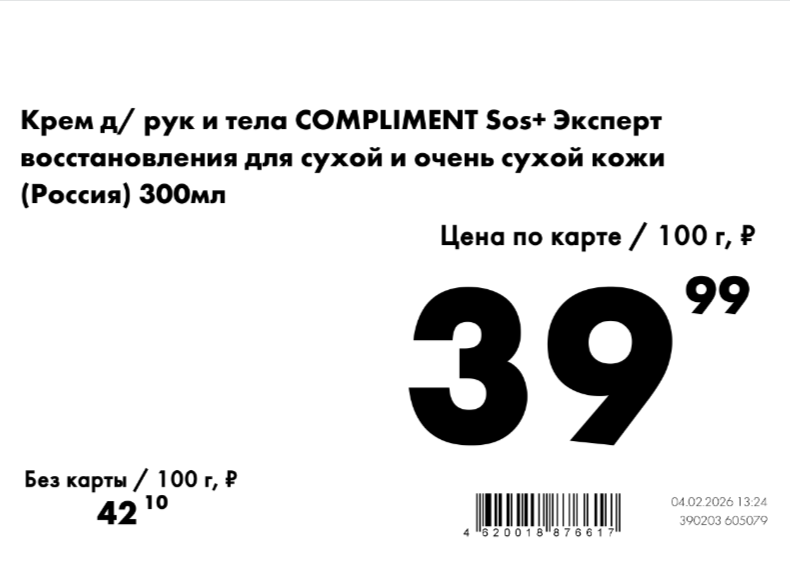 Крем д/ рук и тела COMPLIMENT Sos+ Эксперт
восстановления для сухой и очень сухой кожи
(Россия) 300мл
Цена по карте / 100 г, ₽
39 99
Без карты / 100 г, ₽
42 10
4 620018 876617
04.02.2026 13:24
390203 605079